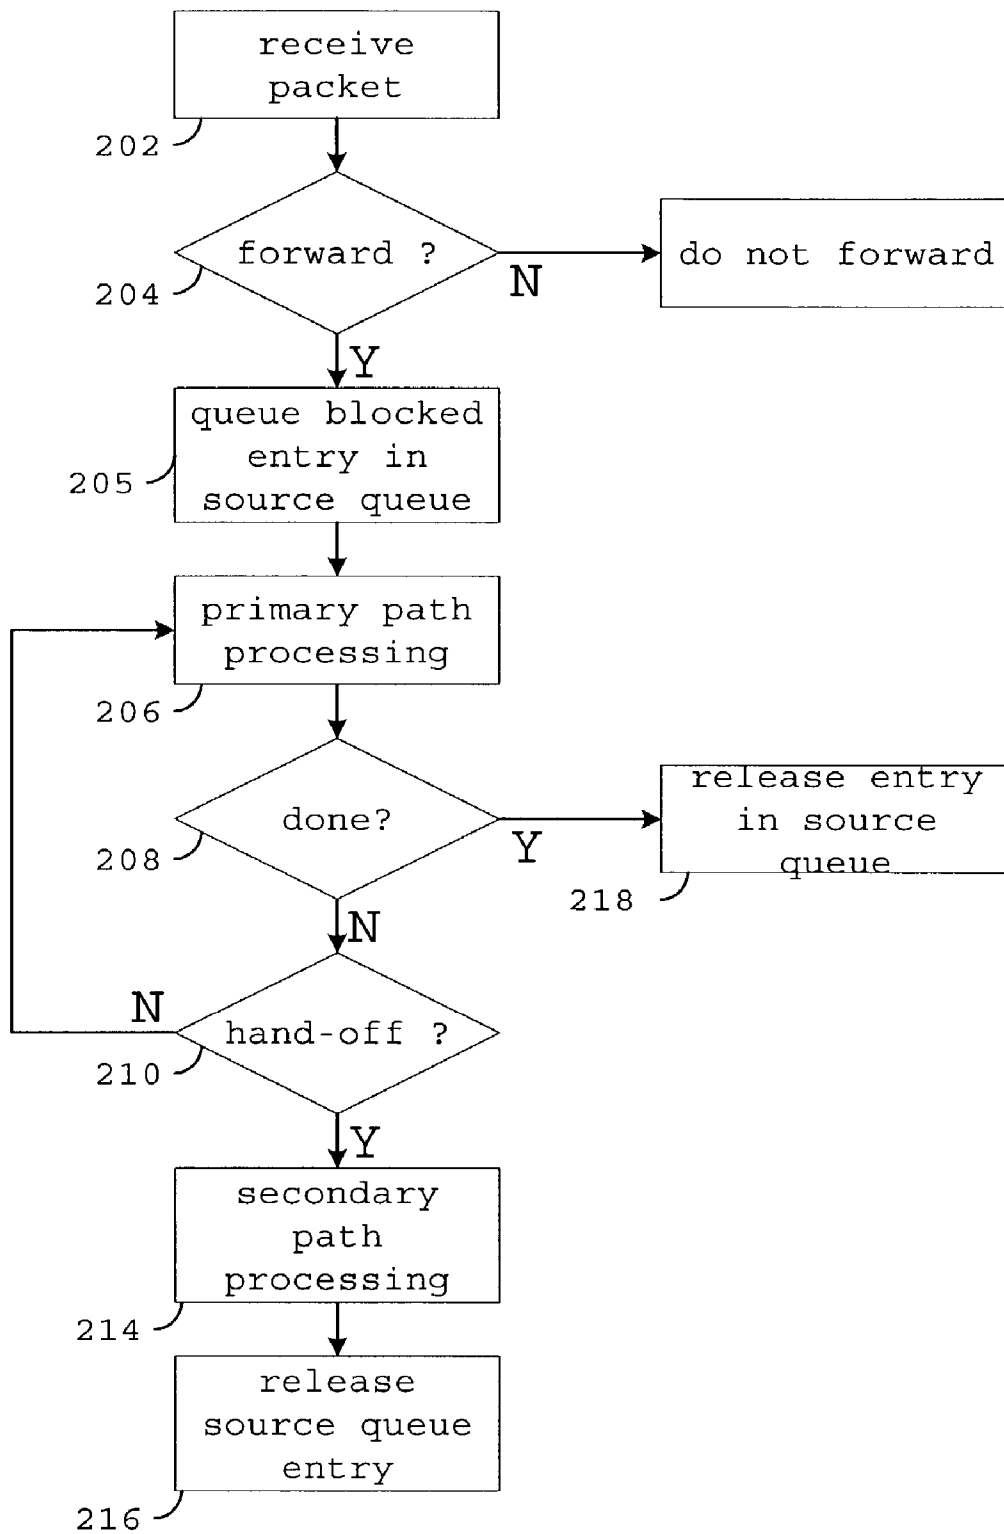 receive
packet
202
forward ?
204
N
do not forward
Y
queue blocked
entry in
source queue
205
primary path
processing
206
done?
208
Y
release entry
in source
queue
218
N
N
hand-off ?
210
Y
secondary
path
processing
214
release
source queue
entry
216